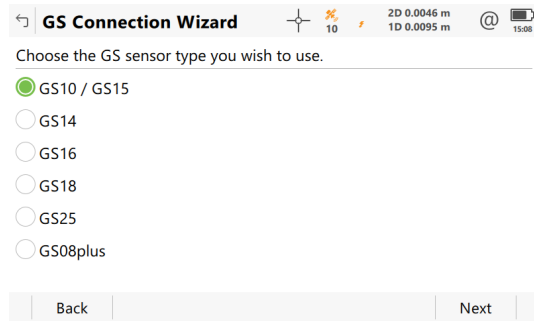 GS Connection Wizard
10
2D 0.0046 m
1D 0.0095 m
@
15:08
Choose the GS sensor type you wish to use.
GS10 / GS15
GS14
GS16
GS18
GS25
GS08plus
Back
Next